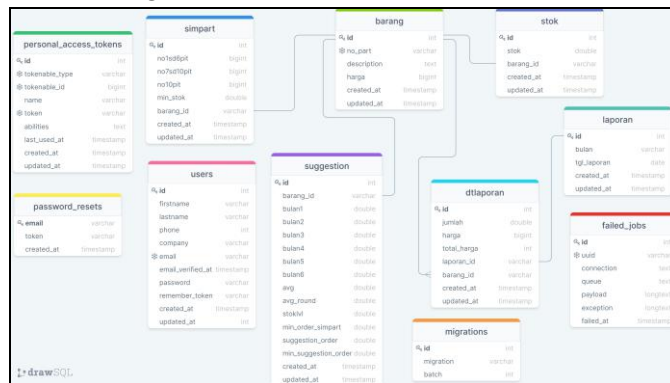 personal_access_tokens
id int
tokenable_type varchar
tokenable_id bigint
name varchar
token varchar
abilities text
last_used_at timestamp
created_at timestamp
updated_at timestamp
simpart
id int
no1sd6pit bigint
no7sd10pit bigint
no10pit bigint
min_stok double
barang_id varchar
created_at timestamp
updated_at timestamp
barang
id int
no_part varchar
description text
harga bigint
created_at timestamp
updated_at timestamp
stok
id int
stok double
barang_id varchar
created_at timestamp
updated_at timestamp
laporan
id int
bulan varchar
tgl_laporan date
created_at timestamp
updated_at timestamp
users
id int
firstname varchar
lastname varchar
phone int
company varchar
email varchar
email_verified_at timestamp
password varchar
remember_token varchar
created_at timestamp
updated_at int
suggestion
id int
barang_id varchar
bulan1 double
bulan2 double
bulan3 double
bulan4 double
bulan5 double
bulan6 double
avg double
avg_round double
stoklvl double
min_order_simpart double
suggestion_order double
min_suggestion_order double
created_at timestamp
updated_at timestamp
dtlaporan
id int
jumlah double
harga bigint
total_harga int
laporan_id varchar
barang_id varchar
created_at timestamp
updated_at timestamp
password_resets
email varchar
token varchar
created_at timestamp
failed_jobs
id int
uuid varchar
connection text
queue text
payload longtext
exception longtext
failed_at timestamp
migrations
id int
migration varchar
batch int
drawSQL